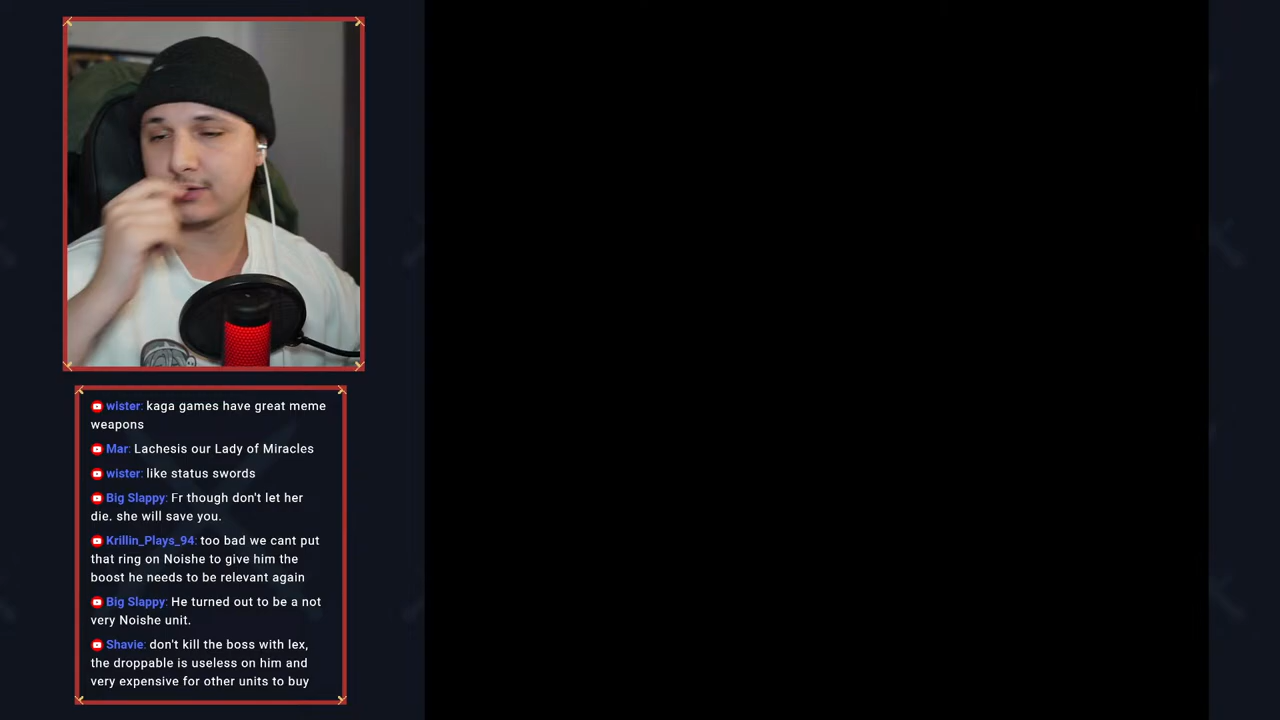 wister: kaga games have great meme
weapons
Mar: Lachesis our Lady of Miracles
wister: like status swords
Big Slappy: Fr though don't let her
die. she will save you.
Krillin_Plays_94: too bad we cant put
that ring on Noishe to give him the
boost he needs to be relevant again
Big Slappy: He turned out to be a not
very Noishe unit.
Shavie: don't kill the boss with lex,
the droppable is useless on him and
very expensive for other units to buy